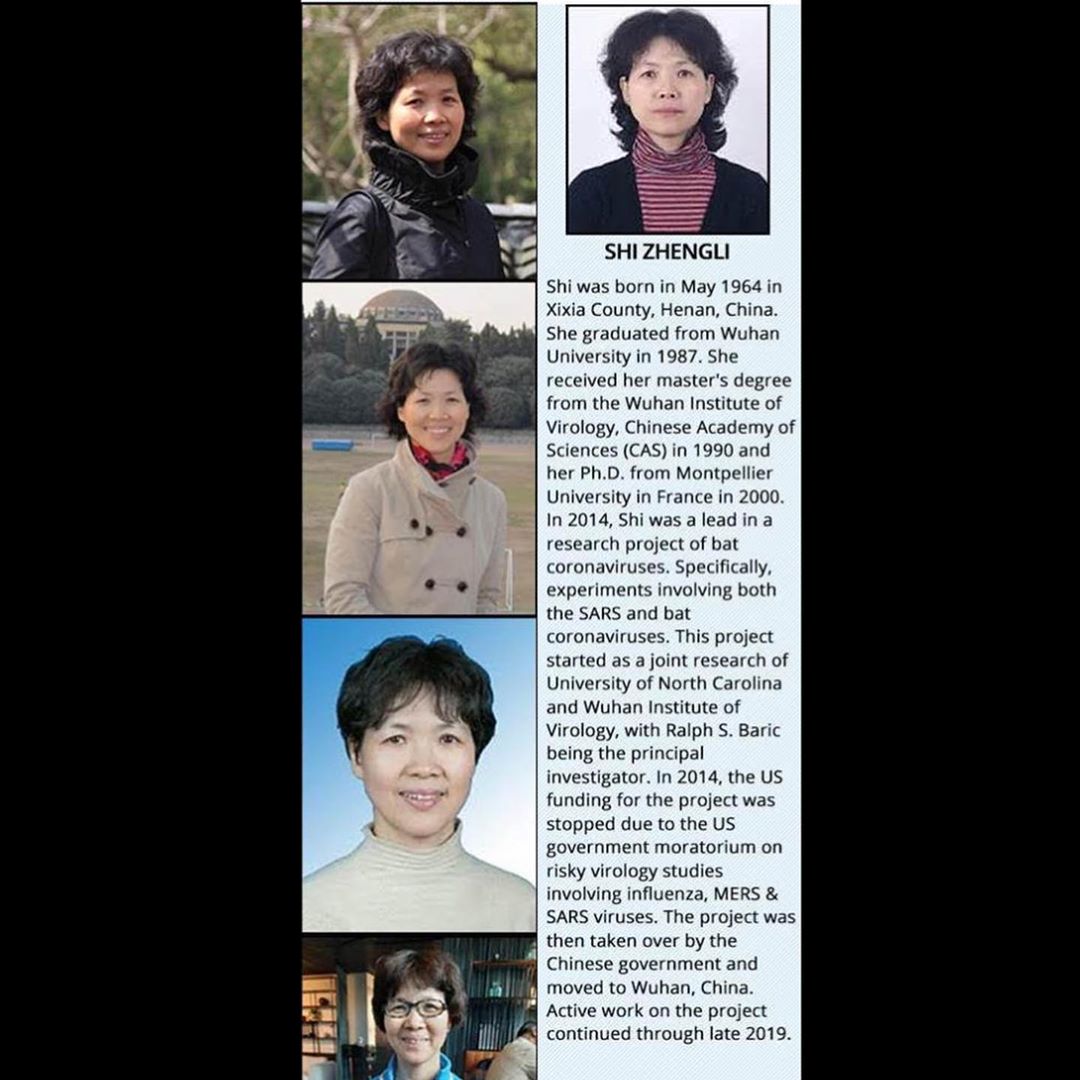 SHI ZHENGLI
Shi was born in May 1964 in
Xixia County, Henan, China.
She graduated from Wuhan
University in 1987. She
received her master's degree
from the Wuhan Institute of
Virology, Chinese Academy of
Sciences (CAS) in 1990 and
her Ph.D. from Montpellier
University in France in 2000.
In 2014, Shi was a lead in a
research project of bat
coronaviruses. Specifically,
experiments involving both
the SARS and bat
coronaviruses. This project
started as a joint research of
University of North Carolina
and Wuhan Institute of
Virology, with Ralph S. Baric
being the principal
investigator. In 2014, the US
funding for the project was
stopped due to the US
government moratorium on
risky virology studies
involving influenza, MERS &
SARS viruses. The project was
then taken over by the
Chinese government and
moved to Wuhan, China.
Active work on the project
continued through late 2019.